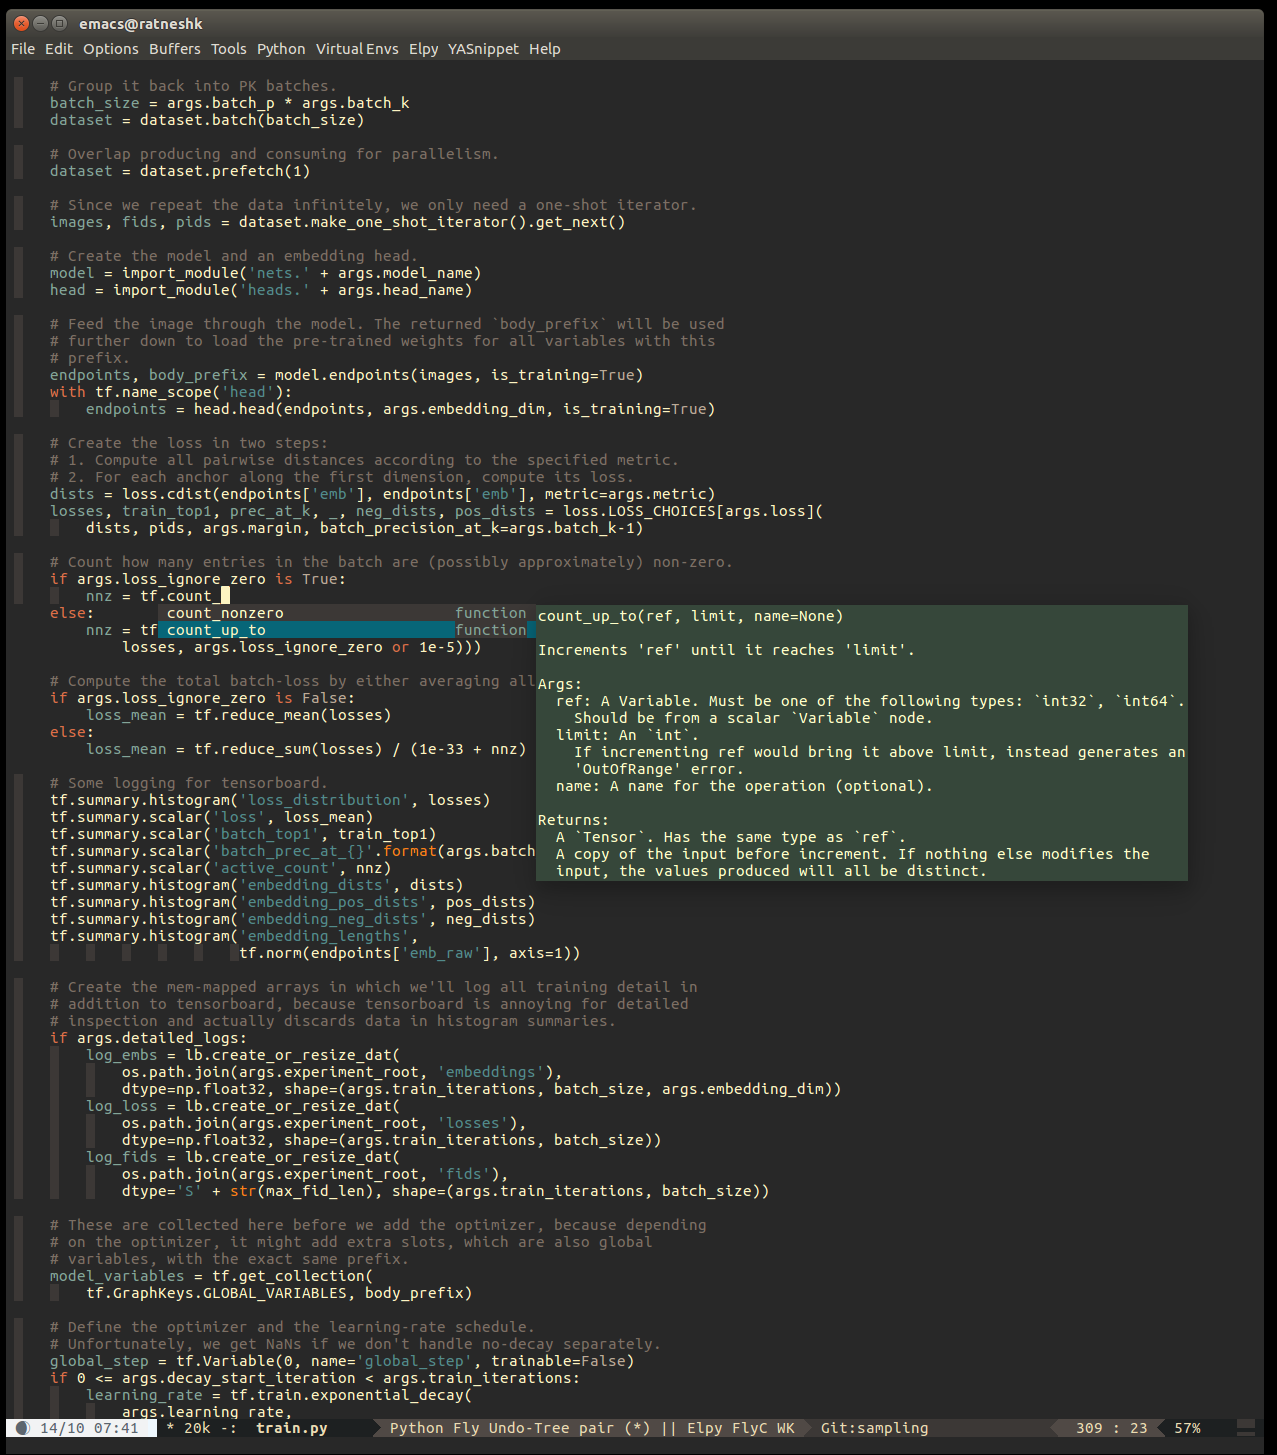 emacs@ratneshk
File Edit Options Buffers Tools Python Virtual Envs Elpy YASnippet Help
# Group it back into PK batches.
batch_size = args.batch_p * args.batch_k
dataset = dataset.batch(batch_size)
# Overlap producing and consuming for parallelism.
dataset = dataset.prefetch(1)
# Since we repeat the data infinitely, we only need a one-shot iterator.
images, fids, pids = dataset.make_one_shot_iterator().get_next()
# Create the model and an embedding head.
model = import_module('nets.' + args.model_name)
head = import_module('heads.' + args.head_name)
# Feed the image through the model. The returned `body_prefix` will be used
# further down to load the pre-trained weights for all variables with this
# prefix.
endpoints, body_prefix = model.endpoints(images, is_training=True)
with tf.name_scope('head'):
endpoints = head.head(endpoints, args.embedding_dim, is_training=True)
# Create the loss in two steps:
# 1. Compute all pairwise distances according to the specified metric.
# 2. For each anchor along the first dimension, compute its loss.
dists = loss.cdist(endpoints['emb'], endpoints['emb'], metric=args.metric)
losses, train_top1, prec_at_k, _, neg_dists, pos_dists = loss.LOSS_CHOICES[args.loss](
dists, pids, args.margin, batch_precision_at_k=args.batch_k-1)
# Count how many entries in the batch are (possibly approximately) non-zero.
if args.loss_ignore_zero is True:
nnz = tf.count_
else: count_nonzero function
nnz = tf count_up_to function
losses, args.loss_ignore_zero or 1e-5)))
# Compute the total batch-loss by either averaging all
if args.loss_ignore_zero is False:
loss_mean = tf.reduce_mean(losses)
else:
loss_mean = tf.reduce_sum(losses) / (1e-33 + nnz)
count_up_to(ref, limit, name=None)
Increments 'ref' until it reaches 'limit'.
Args:
ref: A Variable. Must be one of the following types: `int32`, `int64`.
Should be from a scalar `Variable` node.
limit: An `int`.
If incrementing ref would bring it above limit, instead generates an
'OutOfRange' error.
name: A name for the operation (optional).
Returns:
A `Tensor`. Has the same type as `ref`.
A copy of the input before increment. If nothing else modifies the
input, the values produced will all be distinct.
# Some logging for tensorboard.
tf.summary.histogram('loss_distribution', losses)
tf.summary.scalar('loss', loss_mean)
tf.summary.scalar('batch_top1', train_top1)
tf.summary.scalar('batch_prec_at_{}'.format(args.batch
tf.summary.scalar('active_count', nnz)
tf.summary.histogram('embedding_dists', dists)
tf.summary.histogram('embedding_pos_dists', pos_dists)
tf.summary.histogram('embedding_neg_dists', neg_dists)
tf.summary.histogram('embedding_lengths',
tf.norm(endpoints['emb_raw'], axis=1))
# Create the mem-mapped arrays in which we'll log all training detail in
# addition to tensorboard, because tensorboard is annoying for detailed
# inspection and actually discards data in histogram summaries.
if args.detailed_logs:
log_embs = lb.create_or_resize_dat(
os.path.join(args.experiment_root, 'embeddings'),
dtype=np.float32, shape=(args.train_iterations, batch_size, args.embedding_dim))
log_loss = lb.create_or_resize_dat(
os.path.join(args.experiment_root, 'losses'),
dtype=np.float32, shape=(args.train_iterations, batch_size))
log_fids = lb.create_or_resize_dat(
os.path.join(args.experiment_root, 'fids'),
dtype='S' + str(max_fid_len), shape=(args.train_iterations, batch_size))
# These are collected here before we add the optimizer, because depending
# on the optimizer, it might add extra slots, which are also global
# variables, with the exact same prefix.
model_variables = tf.get_collection(
tf.GraphKeys.GLOBAL_VARIABLES, body_prefix)
# Define the optimizer and the learning-rate schedule.
# Unfortunately, we get NaNs if we don't handle no-decay separately.
global_step = tf.Variable(0, name='global_step', trainable=False)
if 0 <= args.decay_start_iteration < args.train_iterations:
learning_rate = tf.train.exponential_decay(
args.learning_rate,
14/10 07:41 * 20k -: train.py Python Fly Undo-Tree pair (*) || Elpy FlyC WK Git:sampling 309 : 23 57%